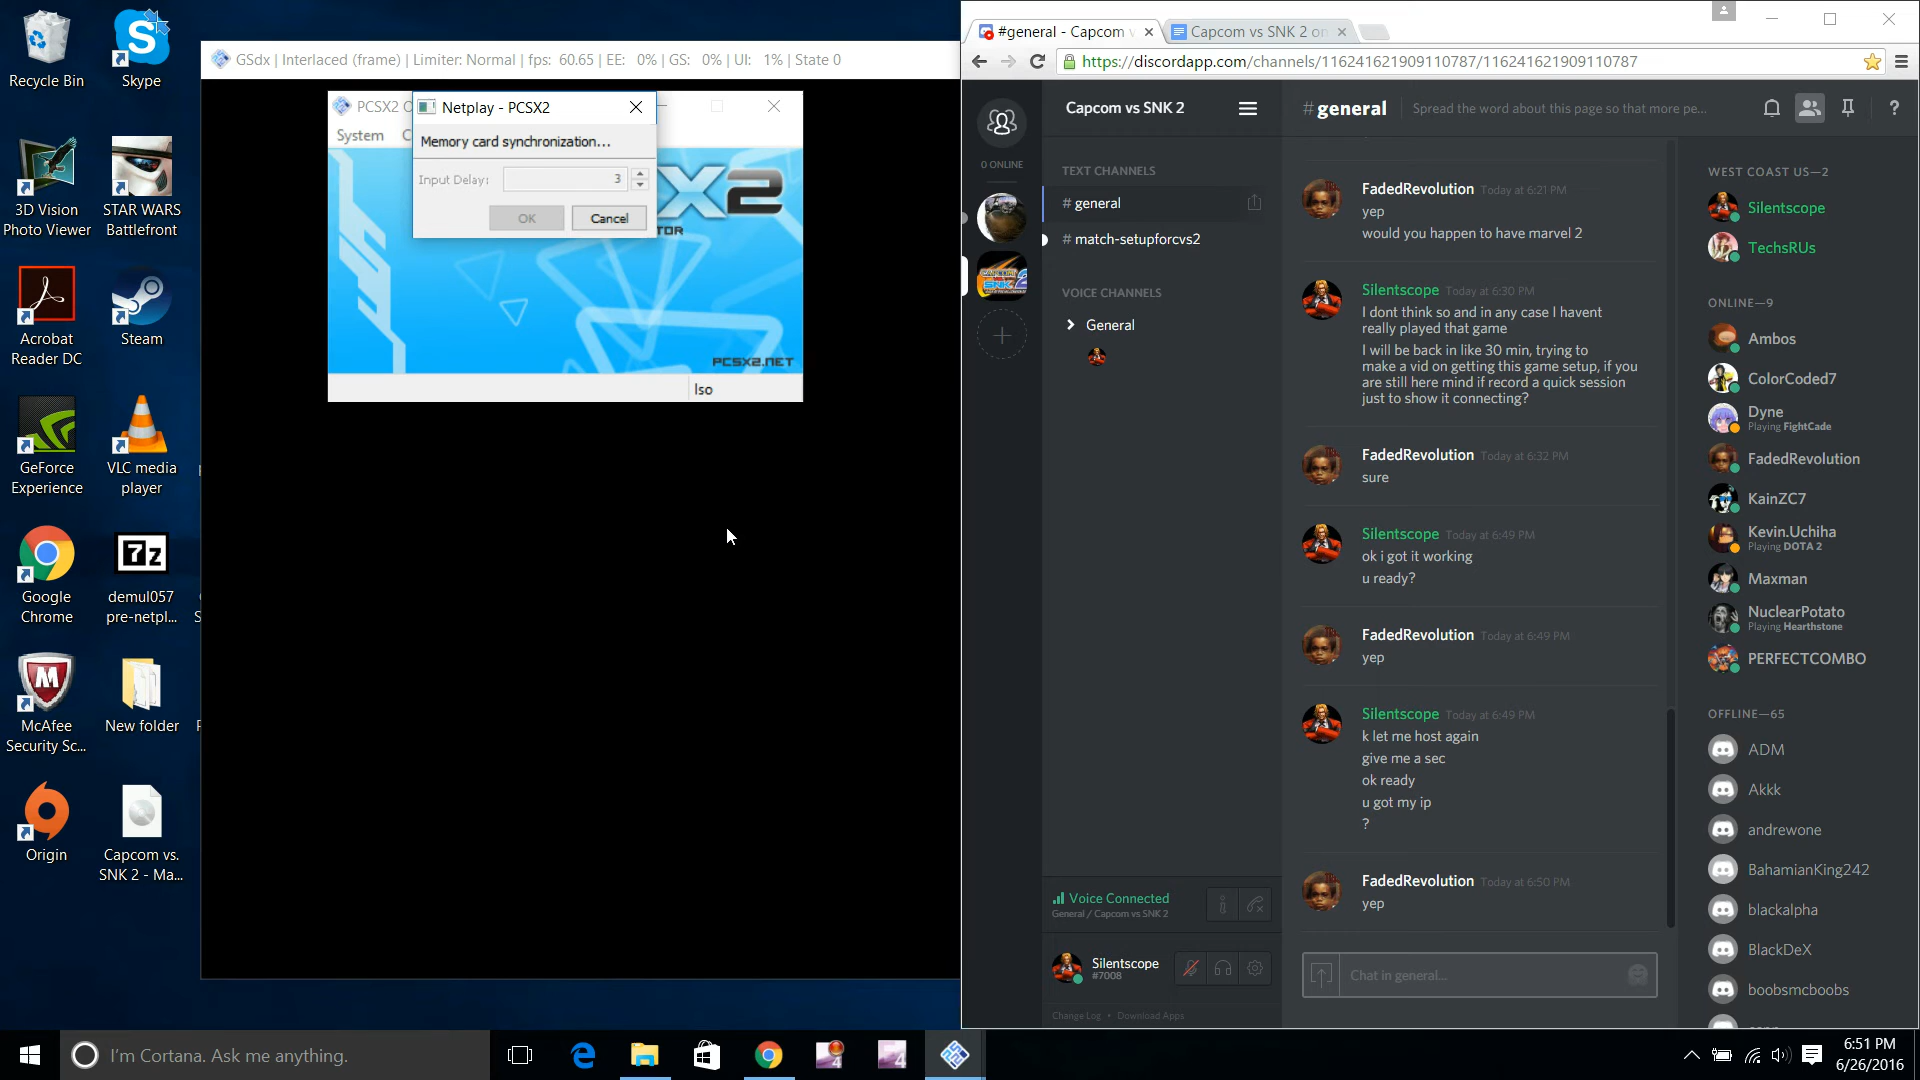 Recycle Bin
Skype
3D Vision
Photo Viewer
STAR WARS
Battlefront
Acrobat
Reader DC
Steam
GeForce
Experience
VLC media
player
Google
Chrome
demul057
pre-netpl...
McAfee
Security Sc...
New folder
Origin
Capcom vs.
SNK 2 - Ma...
GSdx | Interlaced (frame) | Limiter: Normal | fps: 60.65 | EE: 0% | GS: 0% | UI: 1% | State 0
PCSX2 O
Netplay - PCSX2
System
C
Memory card synchronization...
Input Delay:
3
OK
Cancel
X2
TOR
PCSX2.NET
Iso
#general - Capcom v
Capcom vs SNK 2 on
https://discordapp.com/channels/116241621909110787/116241621909110787
0 ONLINE
Capcom vs SNK 2
TEXT CHANNELS
# general
# match-setupforcvs2
VOICE CHANNELS
General
Voice Connected
General / Capcom vs SNK 2
Silentscope
#7008
Change Log • Download Apps
# general
Spread the word about this page so that more pe...
FadedRevolution Today at 6:21 PM
yep
would you happen to have marvel 2
Silentscope Today at 6:30 PM
I dont think so and in any case I havent
really played that game
I will be back in like 30 min, trying to
make a vid on getting this game setup, if you
are still here mind if record a quick session
just to show it connecting?
FadedRevolution Today at 6:32 PM
sure
Silentscope Today at 6:49 PM
ok i got it working
u ready?
FadedRevolution Today at 6:49 PM
yep
Silentscope Today at 6:49 PM
k let me host again
give me a sec
ok ready
u got my ip
?
FadedRevolution Today at 6:50 PM
yep
Chat in general...
WEST COAST US—2
Silentscope
TechsRUs
ONLINE—9
Ambos
ColorCoded7
Dyne
Playing FightCade
FadedRevolution
KainZC7
Kevin.Uchiha
Playing DOTA 2
Maxman
NuclearPotato
Playing Hearthstone
PERFECTCOMBO
OFFLINE—65
ADM
Akkk
andrewone
BahamianKing242
blackalpha
BlackDeX
boobsmcboobs
I'm Cortana. Ask me anything.
6:51 PM
6/26/2016